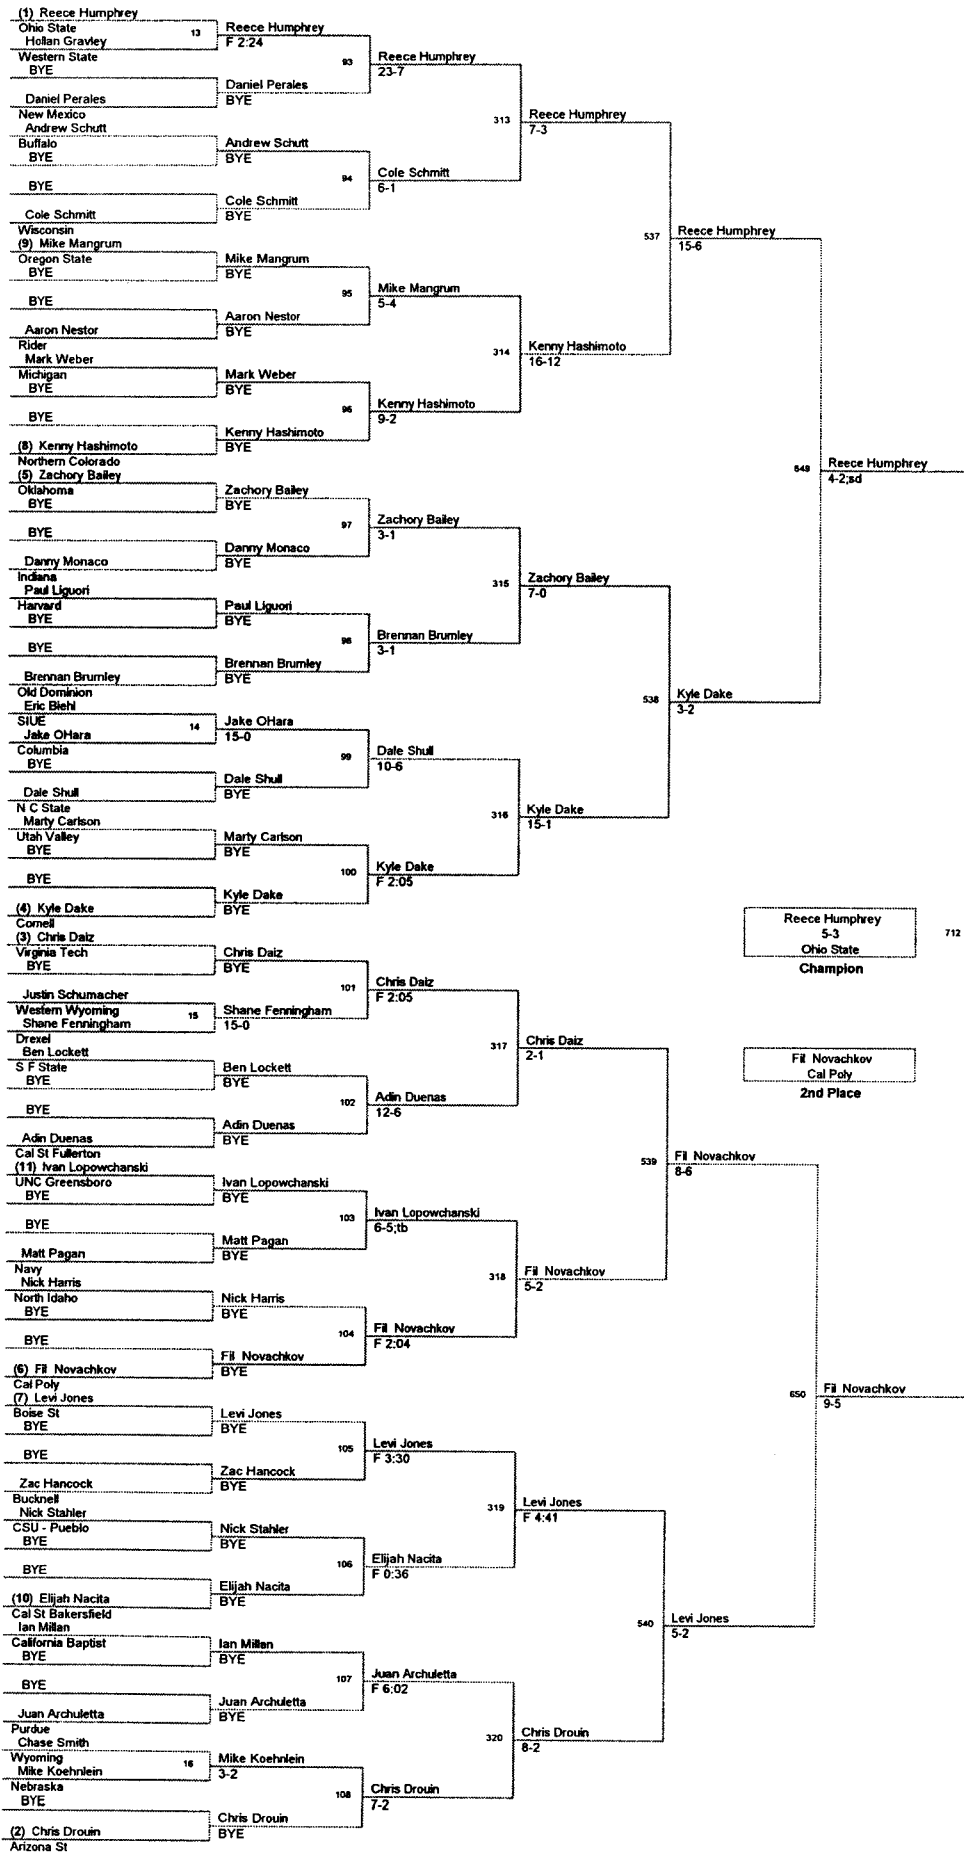 (1) Reece Humphrey
Ohio State
Hollan Gravley
Western State
BYE
Daniel Perales
New Mexico
Andrew Schutt
Buffalo
BYE
BYE
Cole Schmitt
Wisconsin
(9) Mike Mangrum
Oregon State
BYE
BYE
Aaron Nestor
Rider
Mark Weber
Michigan
BYE
BYE
(8) Kenny Hashimoto
Northern Colorado
(5) Zachory Bailey
Oklahoma
BYE
BYE
Danny Monaco
Indiana
Paul Liguori
Harvard
BYE
BYE
Brennan Brumley
Old Dominion
Eric Biehl
SIUE
Jake OHara
Columbia
BYE
Dale Shull
N C State
Marty Carlson
Utah Valley
BYE
BYE
(4) Kyle Dake
Cornell
(3) Chris Daiz
Virginia Tech
BYE
Justin Schumacher
Western Wyoming
Shane Fenningham
Drexel
Ben Lockett
S F State
BYE
BYE
Adin Duenas
Cal St Fullerton
(11) Ivan Lopowchanski
UNC Greensboro
BYE
BYE
Matt Pagan
Navy
Nick Harris
North Idaho
BYE
BYE
(6) Fil Novachkov
Cal Poly
(7) Levi Jones
Boise St
BYE
BYE
Zac Hancock
Bucknell
Nick Stahler
CSU - Pueblo
BYE
BYE
(10) Elijah Nacita
Cal St Bakersfield
Ian Millan
California Baptist
BYE
BYE
Juan Archuletta
Purdue
Chase Smith
Wyoming
Mike Koehnlein
Nebraska
BYE
(2) Chris Drouin
Arizona St
13
14
15
16
Reece Humphrey
F 2:24
Daniel Perales
BYE
Andrew Schutt
BYE
Cole Schmitt
BYE
Mike Mangrum
BYE
Aaron Nestor
BYE
Mark Weber
BYE
Kenny Hashimoto
BYE
Zachory Bailey
BYE
Danny Monaco
BYE
Paul Liguori
BYE
Brennan Brumley
BYE
Jake OHara
15-0
Dale Shull
BYE
Marty Carlson
BYE
Kyle Dake
BYE
Chris Daiz
BYE
Shane Fenningham
15-0
Ben Lockett
BYE
Adin Duenas
BYE
Ivan Lopowchanski
BYE
Matt Pagan
BYE
Nick Harris
BYE
Fil Novachkov
BYE
Levi Jones
BYE
Zac Hancock
BYE
Nick Stahler
BYE
Elijah Nacita
BYE
Ian Millan
BYE
Juan Archuletta
BYE
Mike Koehnlein
3-2
Chris Drouin
BYE
93
94
95
96
97
98
99
100
101
102
103
104
105
106
107
108
Reece Humphrey
23-7
Cole Schmitt
6-1
Mike Mangrum
5-4
Kenny Hashimoto
9-2
Zachory Bailey
3-1
Brennan Brumley
3-1
Dale Shull
10-6
Kyle Dake
F 2:05
Chris Daiz
F 2:05
Adin Duenas
12-6
Ivan Lopowchanski
6-5;tb
Fil Novachkov
F 2:04
Levi Jones
F 3:30
Elijah Nacita
F 0:36
Juan Archuletta
F 6:02
Chris Drouin
7-2
313
314
315
316
317
318
319
320
Reece Humphrey
7-3
Kenny Hashimoto
16-12
Zachory Bailey
7-0
Kyle Dake
15-1
Chris Daiz
2-1
Fil Novachkov
5-2
Levi Jones
F 4:41
Chris Drouin
8-2
537
538
539
540
Reece Humphrey
15-6
Kyle Dake
3-2
Fil Novachkov
8-6
Levi Jones
5-2
649
650
Reece Humphrey
4-2;sd
Fil Novachkov
9-5
Reece Humphrey
5-3
Ohio State
Champion
712
Fil Novachkov
Cal Poly
2nd Place